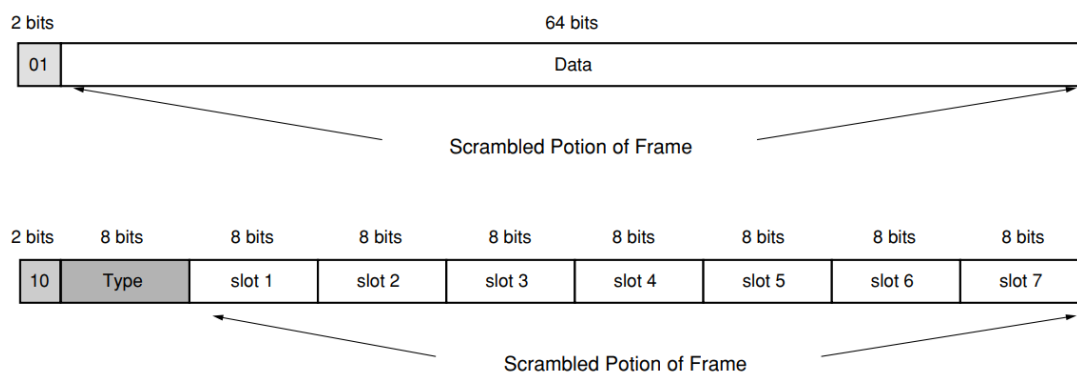 2 bits 64 bits
01 Data
Scrambled Potion of Frame
2 bits 8 bits 8 bits 8 bits 8 bits 8 bits 8 bits 8 bits 8 bits
10 Type slot 1 slot 2 slot 3 slot 4 slot 5 slot 6 slot 7
Scrambled Potion of Frame